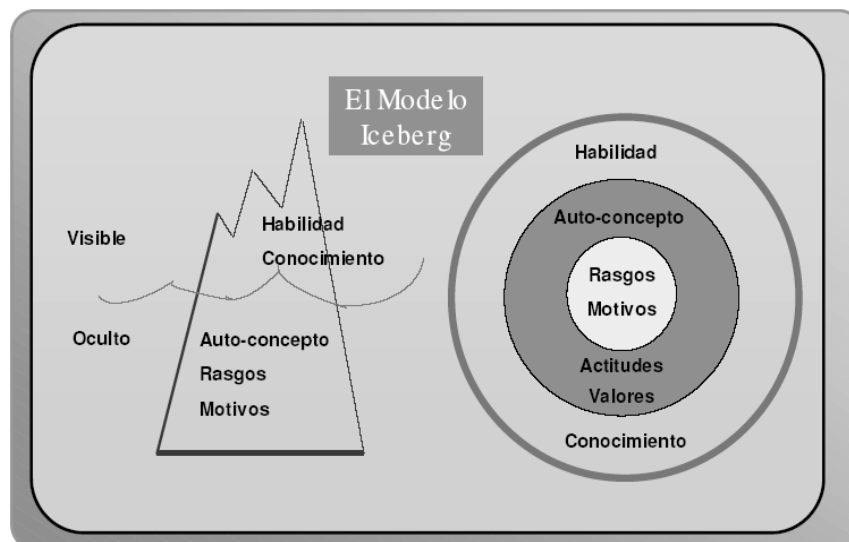 El Modelo
Iceberg
Visible
Habilidad
Conocimiento
Oculto
Auto-concepto
Rasgos
Motivos
Habilidad
Auto-concepto
Rasgos
Motivos
Actitudes
Valores
Conocimiento